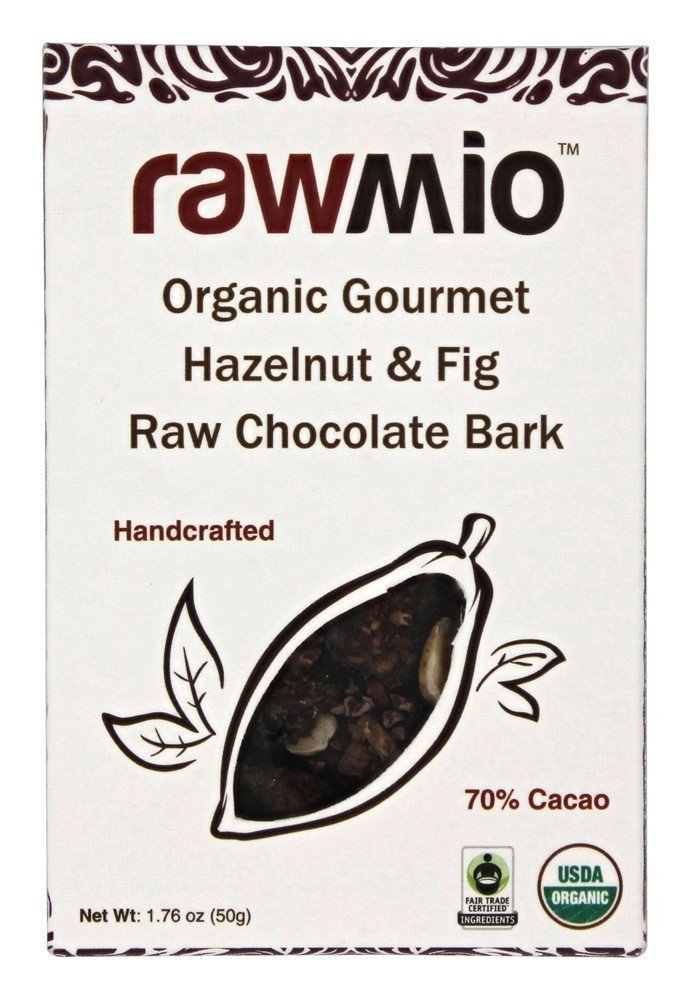 rawmio™
Organic Gourmet
Hazelnut & Fig
Raw Chocolate Bark
Handcrafted
70% Cacao
FAIR TRADE
CERTIFIED
INGREDIENTS
USDA
ORGANIC
Net Wt: 1.76 oz (50g)